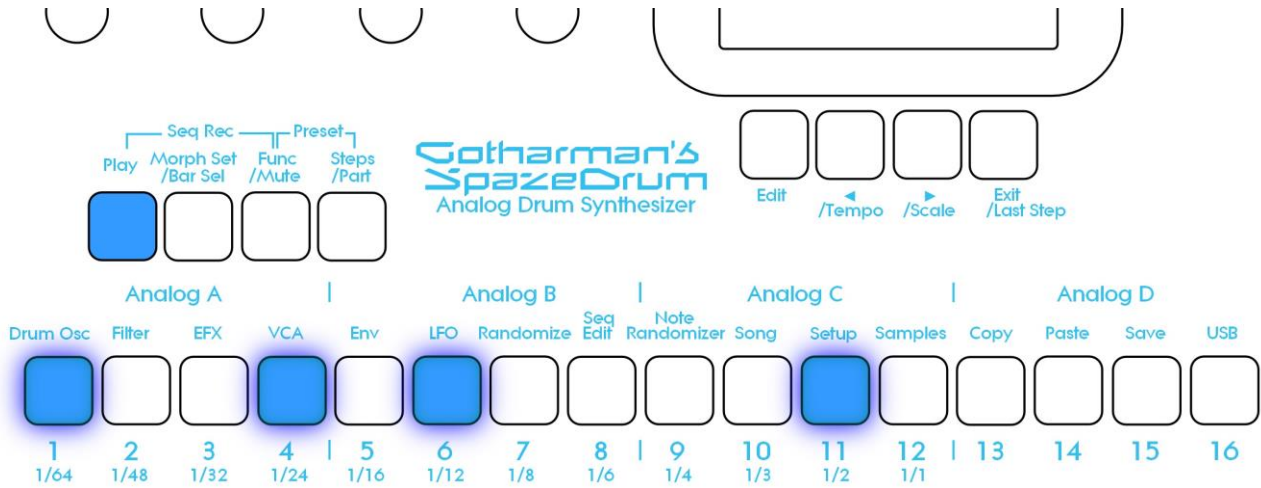 Seq Rec Preset
Play Morph Set /Bar Sel Func /Mute Steps /Part
Gotharman's
SpazeDrum
Analog Drum Synthesizer
Edit ◄ /Tempo ► /Scale Exit /Last Step
Analog A | Analog B | Analog C | Analog D
Drum Osc Filter EFX VCA Env LFO Randomize Seq Edit Note Randomizer Song Setup Samples Copy Paste Save USB
1 2 3 4 | 5 6 7 8 | 9 10 11 12 | 13 14 15 16
1/64 1/48 1/32 1/24 1/16 1/12 1/8 1/6 1/4 1/3 1/2 1/1